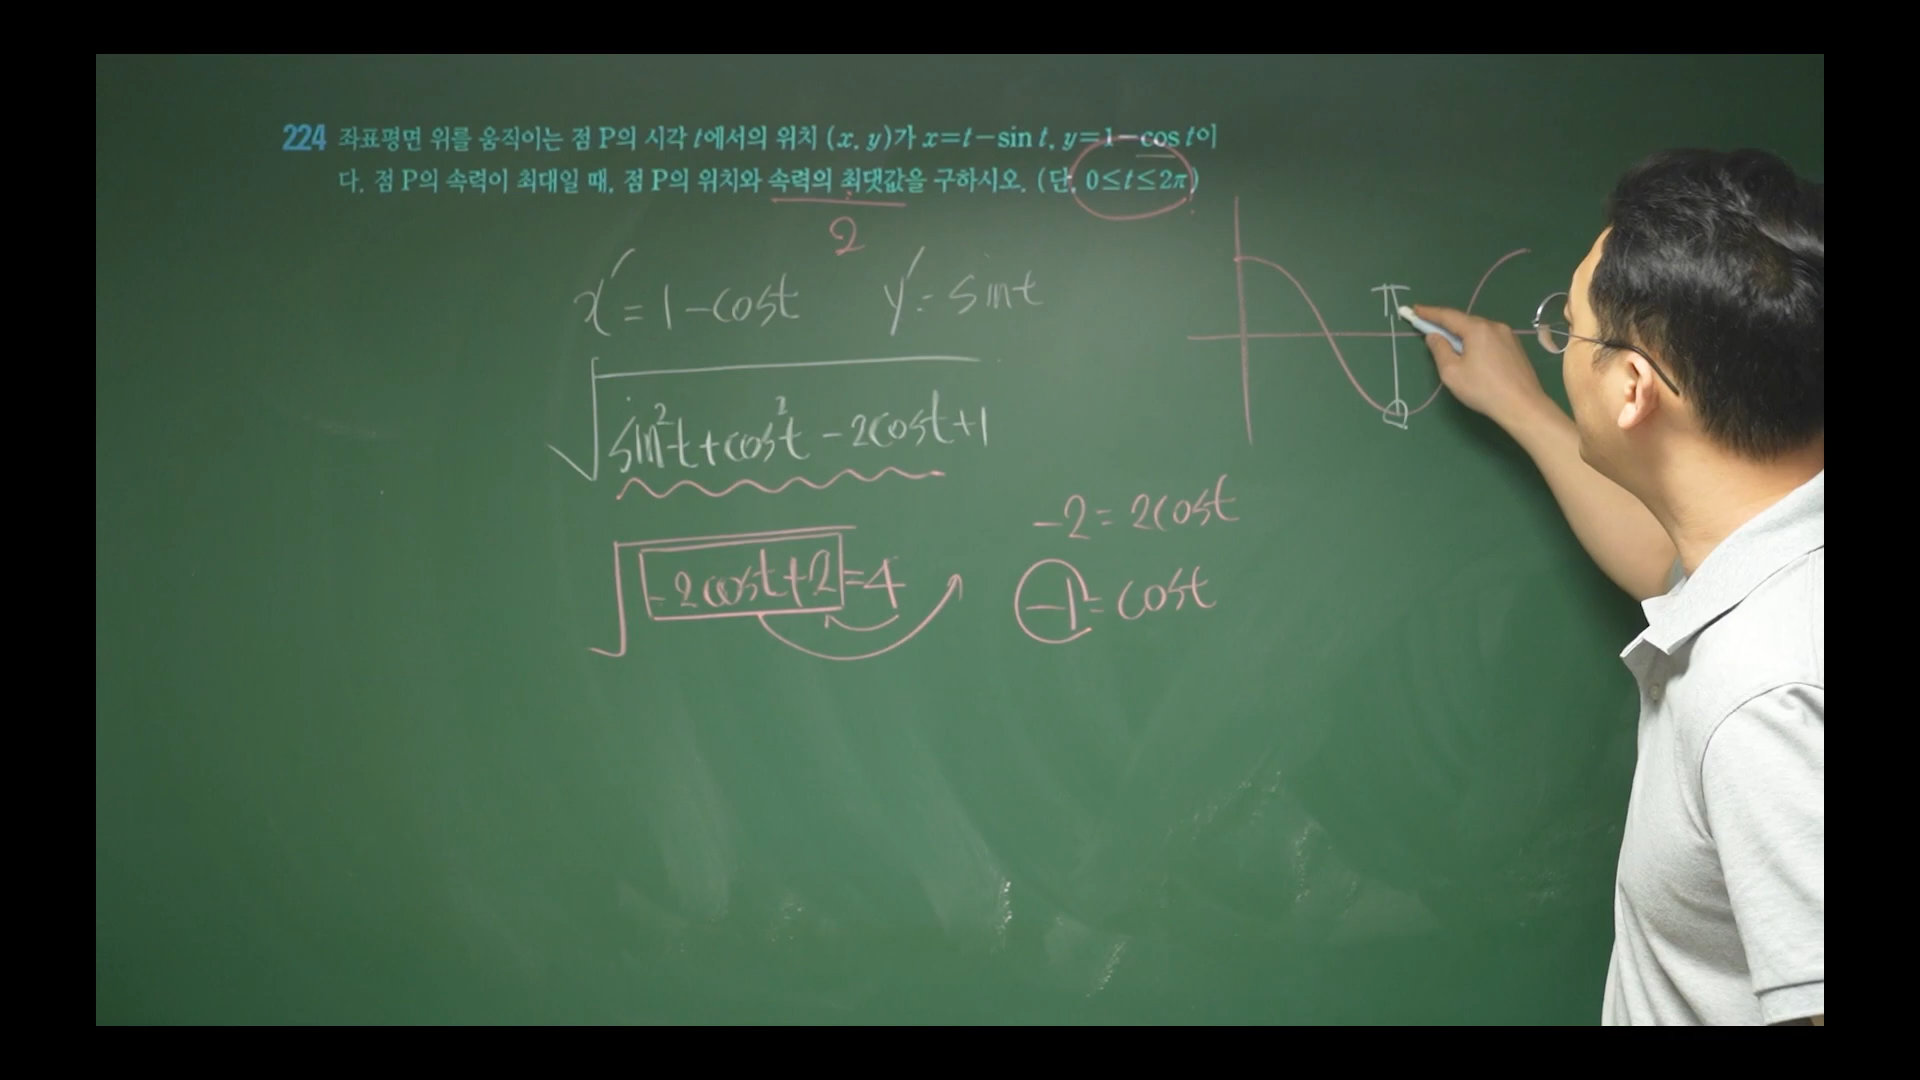 224 좌표평면 위를 움직이는 점 P의 시각 t에서의 위치 (x, y)가 x=t-sin t, y=1-cos t이
다. 점 P의 속력이 최대일 때, 점 P의 위치와 속력의 최댓값을 구하시오. (단, 0≤t≤2π)
2
x′=1-cost y′=sint
√(sin²t+cos²t-2cost+1)
π
-2=2cost
√(-2cost+2)=4
-1=cost